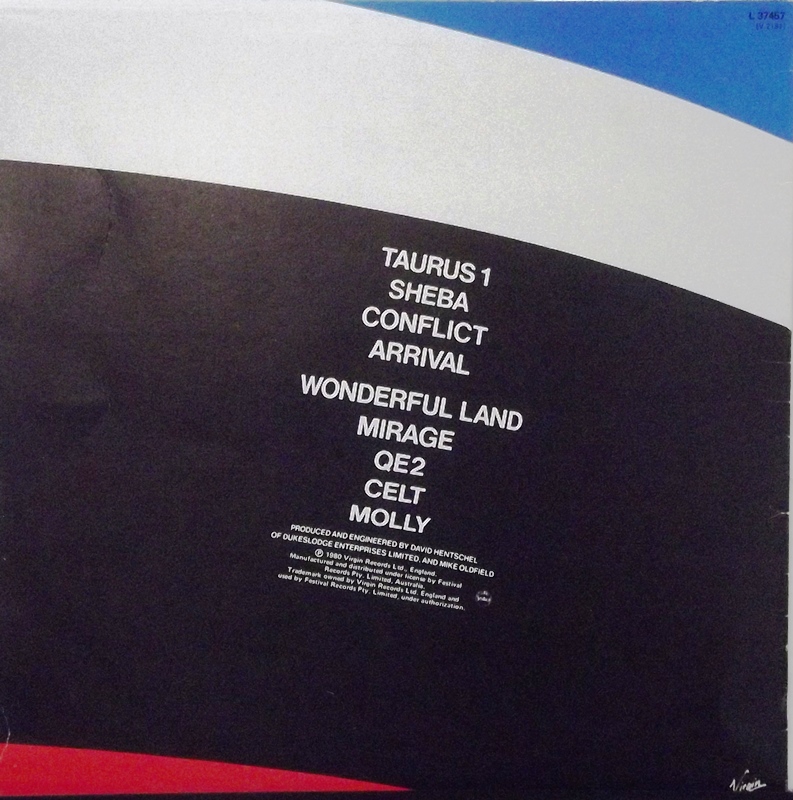 L 37457
TAURUS 1
SHEBA
CONFLICT
ARRIVAL
WONDERFUL LAND
MIRAGE
QE2
CELT
MOLLY
PRODUCED AND ENGINEERED BY DAVID HENTSCHEL
OF DUKESLODGE ENTERPRISES LIMITED, AND MIKE OLDFIELD
℗ 1980 Virgin Records Ltd., England.
Manufactured and distributed under license by Festival
Records Pty. Limited, Australia.
Trademark owned by Virgin Records Ltd. England and
used by Festival Records Pty. Limited, under authorization.
Virgin